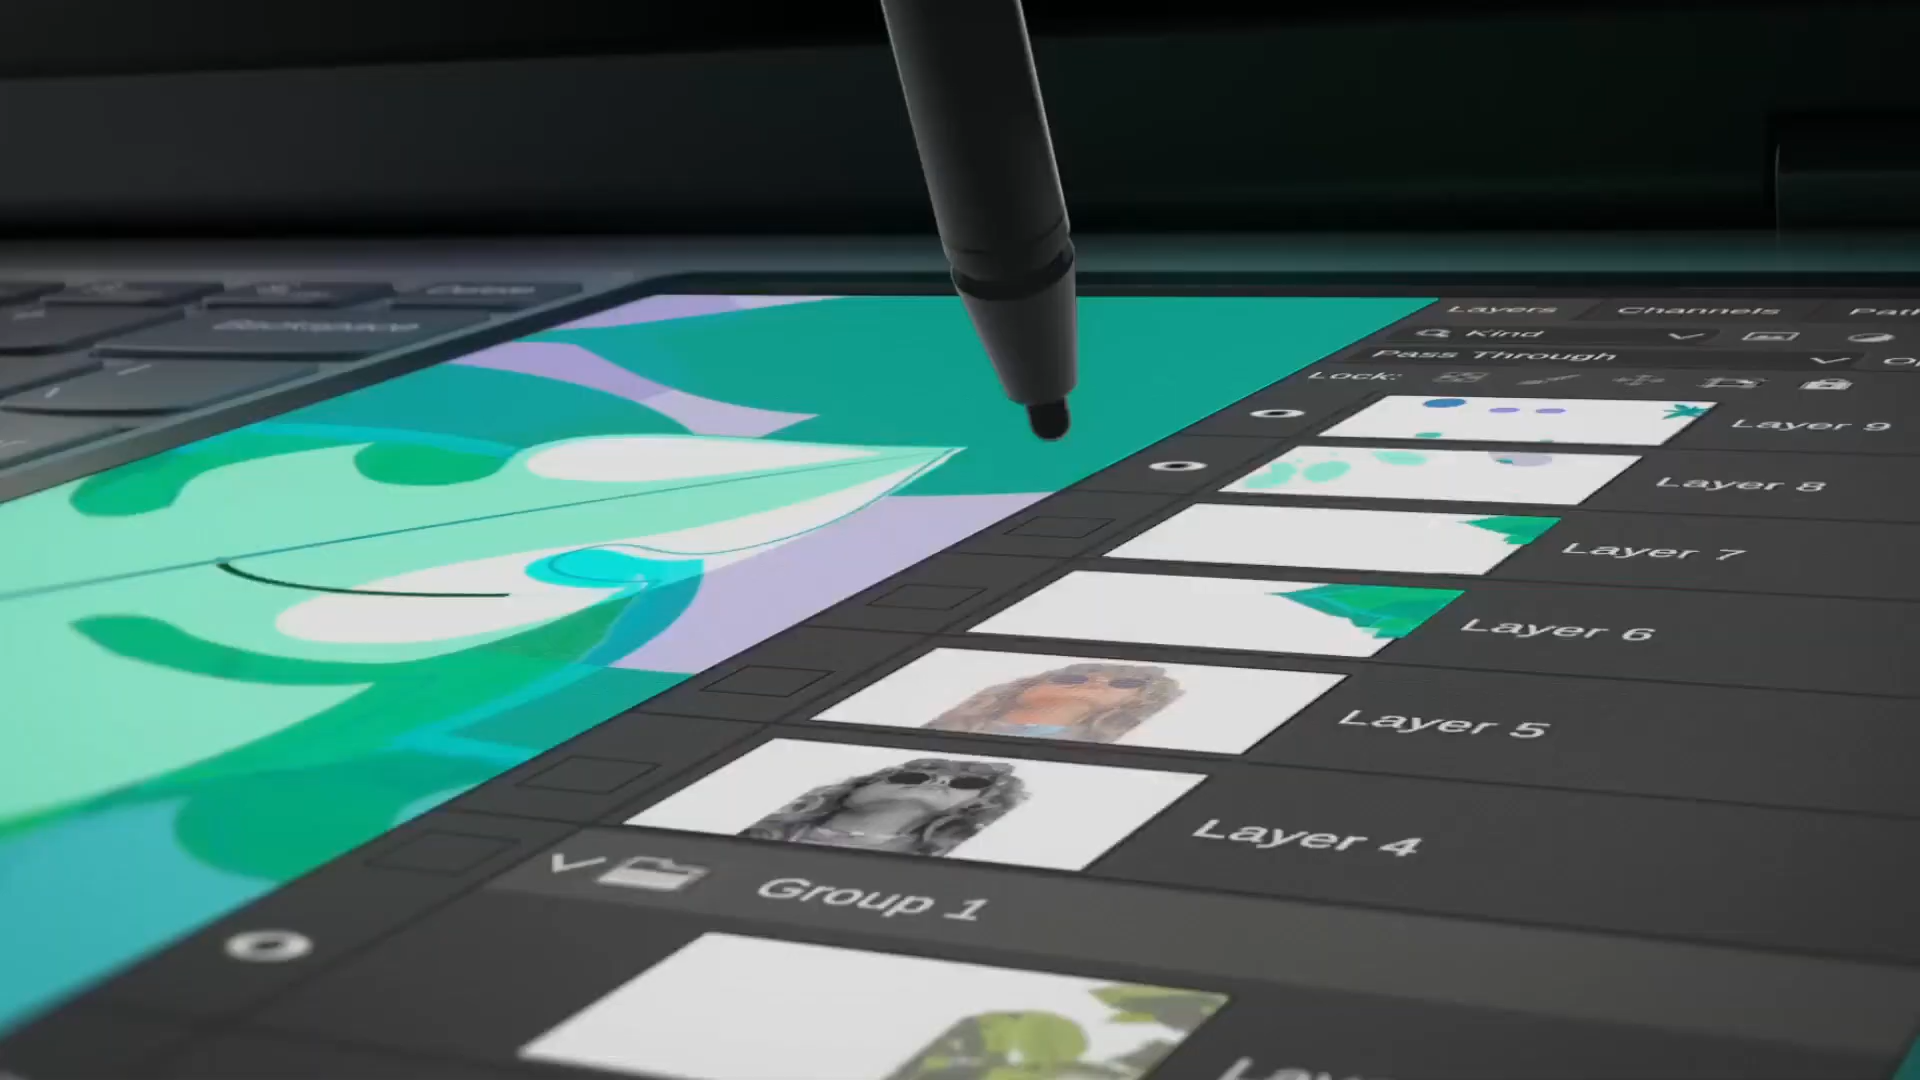 Layers Channels
Kind
Pass Through
Lock:
Layer 9
Layer 8
Layer 7
Layer 6
Layer 5
Layer 4
Group 1
Backspace